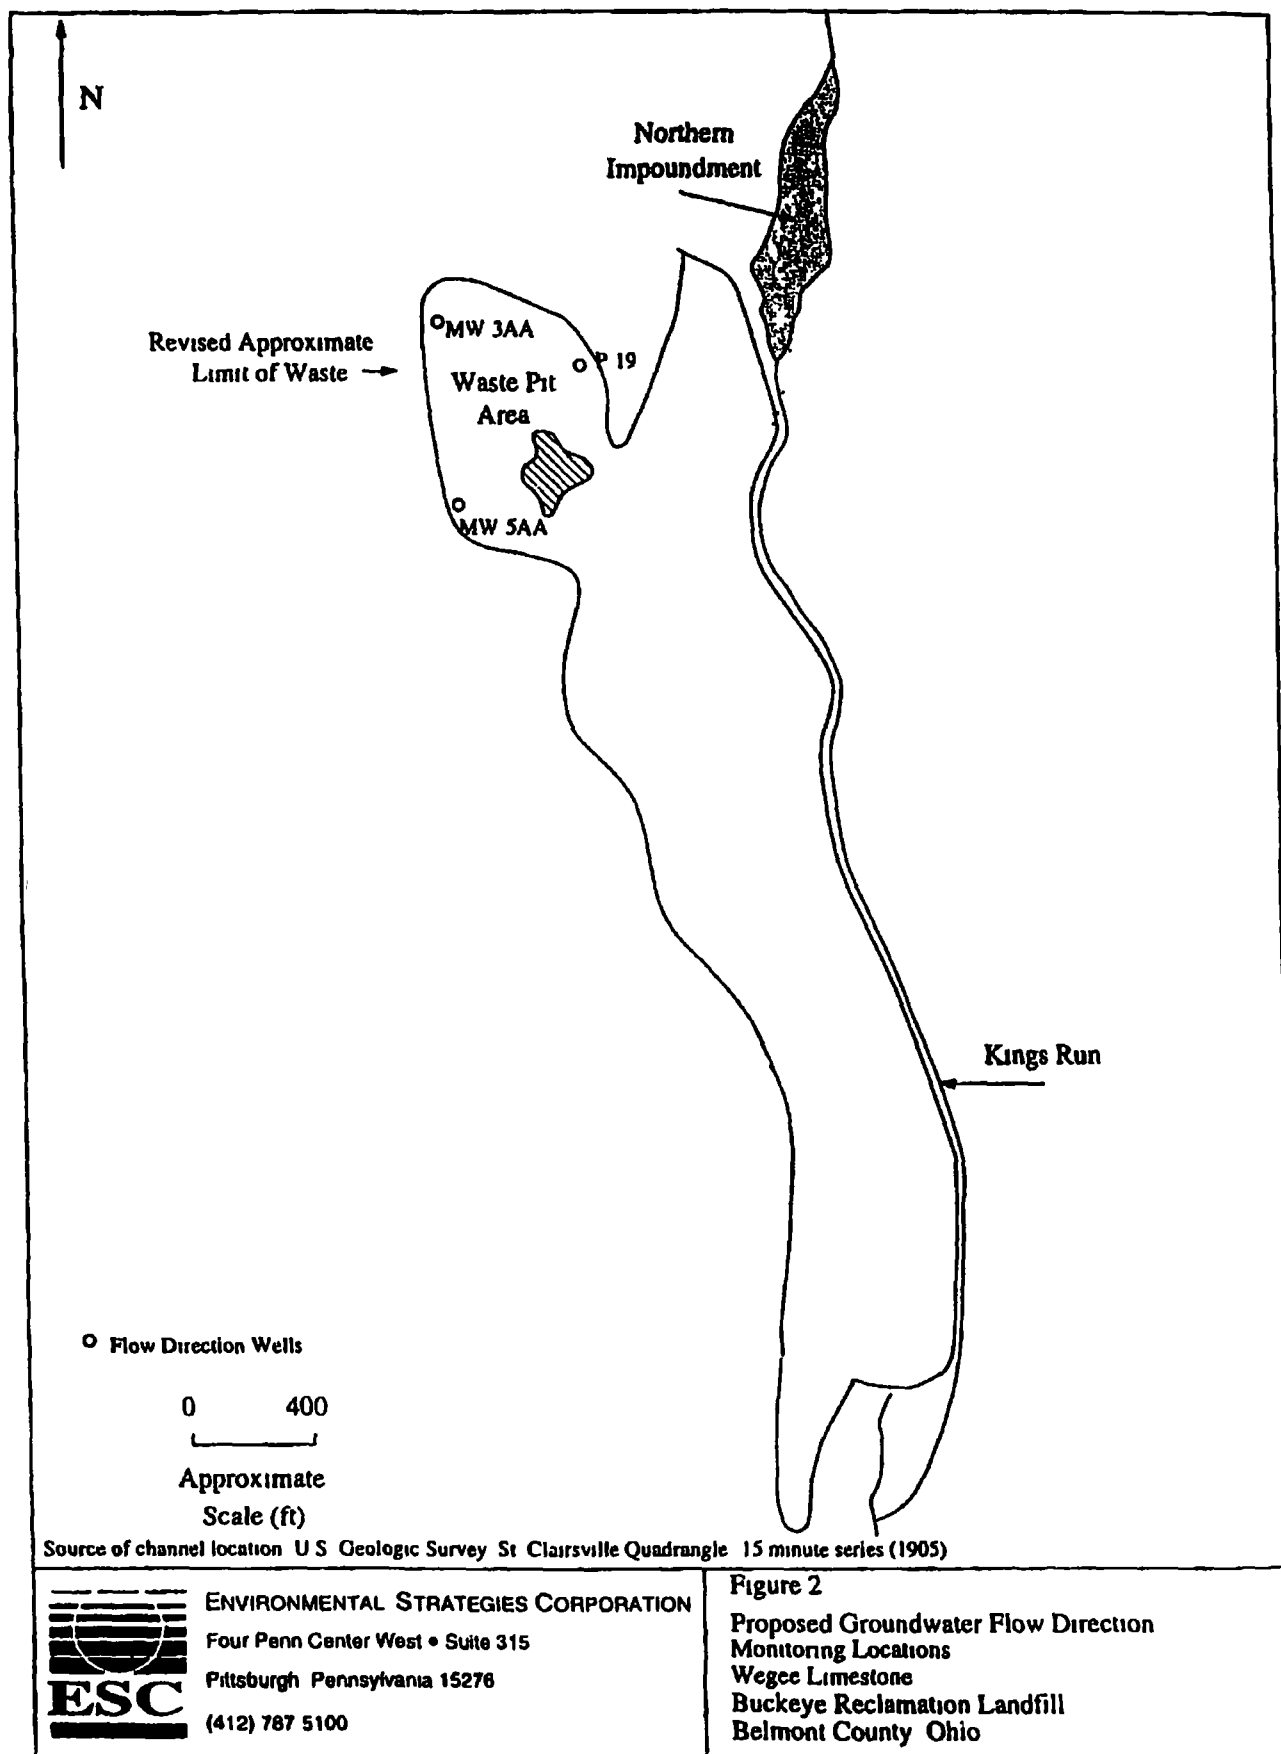 N
Northern
Impoundment
MW 3AA
P 19
Revised Approximate
Limit of Waste
Waste Pit
Area
MW 5AA
Kings Run
Flow Direction Wells
0 400
Approximate
Scale (ft)
Source of channel location U S Geologic Survey St Clairsville Quadrangle 15 minute series (1905)
ESC
ENVIRONMENTAL STRATEGIES CORPORATION
Four Penn Center West • Suite 315
Pittsburgh Pennsylvania 15276
(412) 787 5100
Figure 2
Proposed Groundwater Flow Direction
Monitoring Locations
Wegee Limestone
Buckeye Reclamation Landfill
Belmont County Ohio